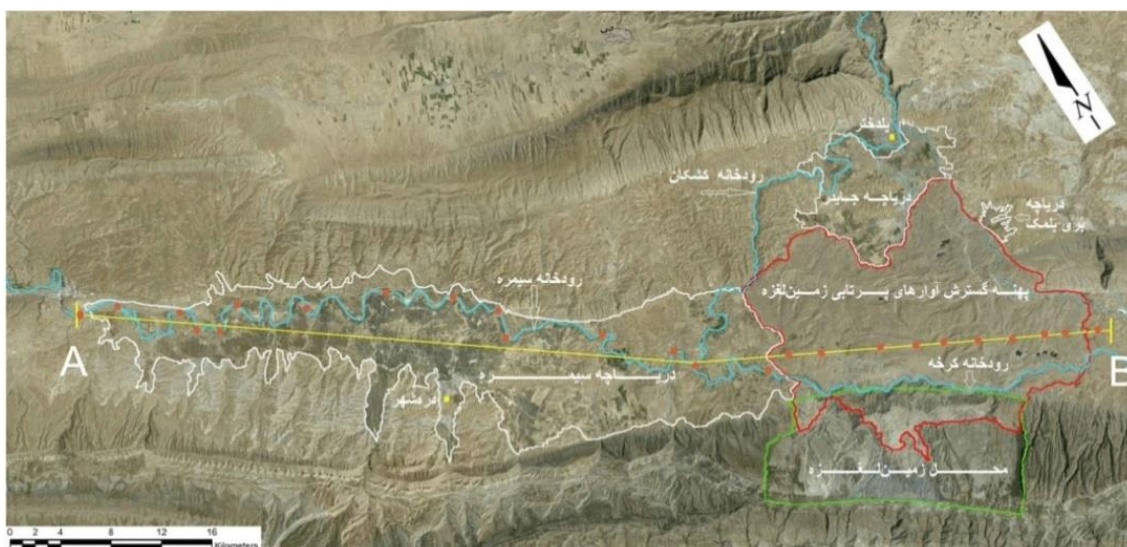 پلدختر
رودخانه کشکان
دریاچه جایدر
دریاچه
بری یلمک
رودخانه سیمره
پهنه گسترش آوارهای پرتابی زمین‌لغزه
A
B
رودخانه کرخه
دریاچه سیمره
دره‌شهر
محل زمین‌لغزه
N
0 2 4 8 12 16
Kilometers